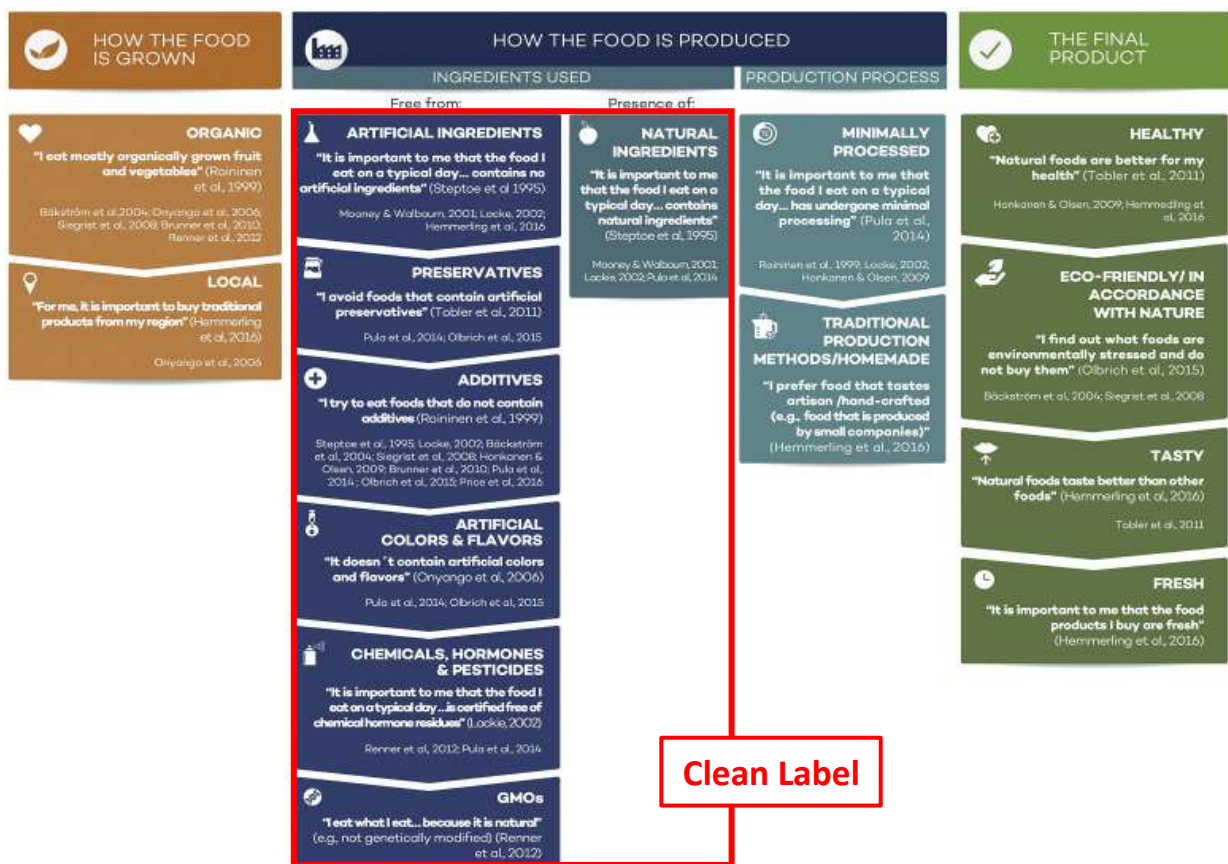 HOW THE FOOD
IS GROWN
HOW THE FOOD IS PRODUCED
INGREDIENTS USED
PRODUCTION PROCESS
THE FINAL
PRODUCT
Free from:
Presence of:
ORGANIC
"I eat mostly organically grown fruit
and vegetables" (Roininen
et al, 1999)
Bäkström et al,2004; Onyango et al, 2006;
Siegrist et al, 2008; Brunner et al, 2010;
Renner et al, 2012
LOCAL
"For me, it is important to buy traditional
products from my region" (Hemmerling
et al, 2016)
Onyango et al, 2006
ARTIFICIAL INGREDIENTS
"It is important to me that the food I
eat on a typical day... contains no
artificial ingredients" (Steptoe et al 1995)
Mooney & Walbourn, 2001; Locke, 2002;
Hemmerling et al, 2016
PRESERVATIVES
"I avoid foods that contain artificial
preservatives" (Tobler et al, 2011)
Pula et al, 2014; Olbrich et al, 2015
ADDITIVES
"I try to eat foods that do not contain
additives (Roininen et al, 1999)
Steptoe et al, 1995; Locke, 2002; Bäckström
et al, 2004; Siegrist et al, 2008; Honkanen &
Olsen, 2009; Brunner et al, 2010; Pula et al,
2014 ; Olbrich et al, 2015; Price et al, 2016
ARTIFICIAL
COLORS & FLAVORS
"It doesn´t contain artificial colors
and flavors" (Onyango et al, 2006)
Pula et al, 2014; Olbrich et al, 2015
CHEMICALS, HORMONES
& PESTICIDES
"It is important to me that the food I
eat on a typical day ...is certified free of
chemical hormone residues" (Lockie, 2002)
Renner et al, 2012; Pula et al, 2014
GMOs
"I eat what I eat... because it is natural"
(e.g., not genetically modified) (Renner
et al, 2012)
NATURAL
INGREDIENTS
"It is important to me
that the food I eat on a
typical day... contains
natural ingredients"
(Steptoe et al, 1995)
Mooney & Walbourn, 2001;
Lockie, 2002; Pula et al, 2014
MINIMALLY
PROCESSED
"It is important to me that
the food I eat on a typical
day... has undergone minimal
processing" (Pula et al,
2014)
Roininen et al, 1999; Locke, 2002;
Honkanen & Olsen, 2009
TRADITIONAL
PRODUCTION
METHODS/HOMEMADE
"I prefer food that tastes
artisan /hand-crafted
(e.g., food that is produced
by small companies)"
(Hemmerling et al, 2016)
HEALTHY
"Natural foods are better for my
health" (Tobler et al, 2011)
Honkanen & Olsen, 2009; Hemmedling et
al, 2016
ECO-FRIENDLY/ IN
ACCORDANCE
WITH NATURE
"I find out what foods are
environmentally stressed and do
not buy them" (Olbrich et al, 2015)
Bäckström et al, 2004; Siegrist et al, 2008
TASTY
"Natural foods taste better than other
foods" (Hemmerling et al, 2016)
Tobler et al, 2011
FRESH
"It is important to me that the food
products I buy are fresh"
(Hemmerling et al, 2016)
Clean Label